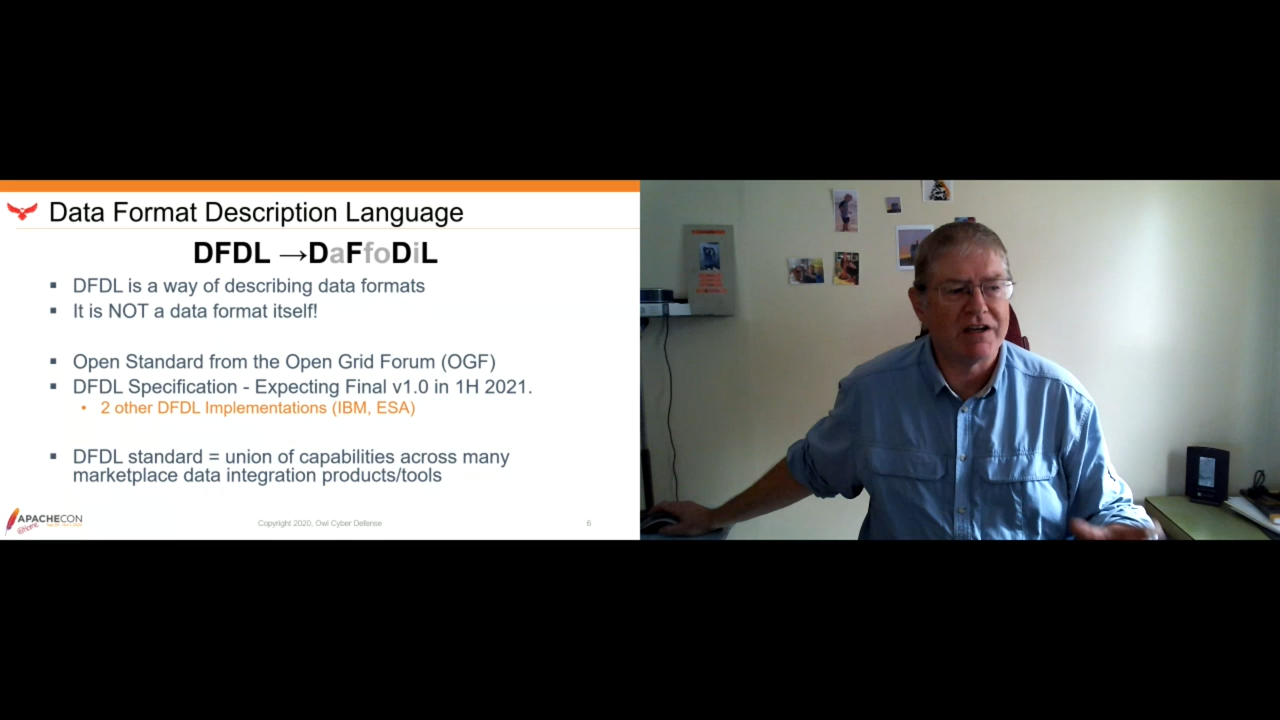 Data Format Description Language
DFDL →DaFfoDiL
▪ DFDL is a way of describing data formats
▪ It is NOT a data format itself!
▪ Open Standard from the Open Grid Forum (OGF)
▪ DFDL Specification - Expecting Final v1.0 in 1H 2021.
• 2 other DFDL Implementations (IBM, ESA)
▪ DFDL standard = union of capabilities across many
marketplace data integration products/tools
APACHECON
@Home
Copyright 2020, Owl Cyber Defense
6